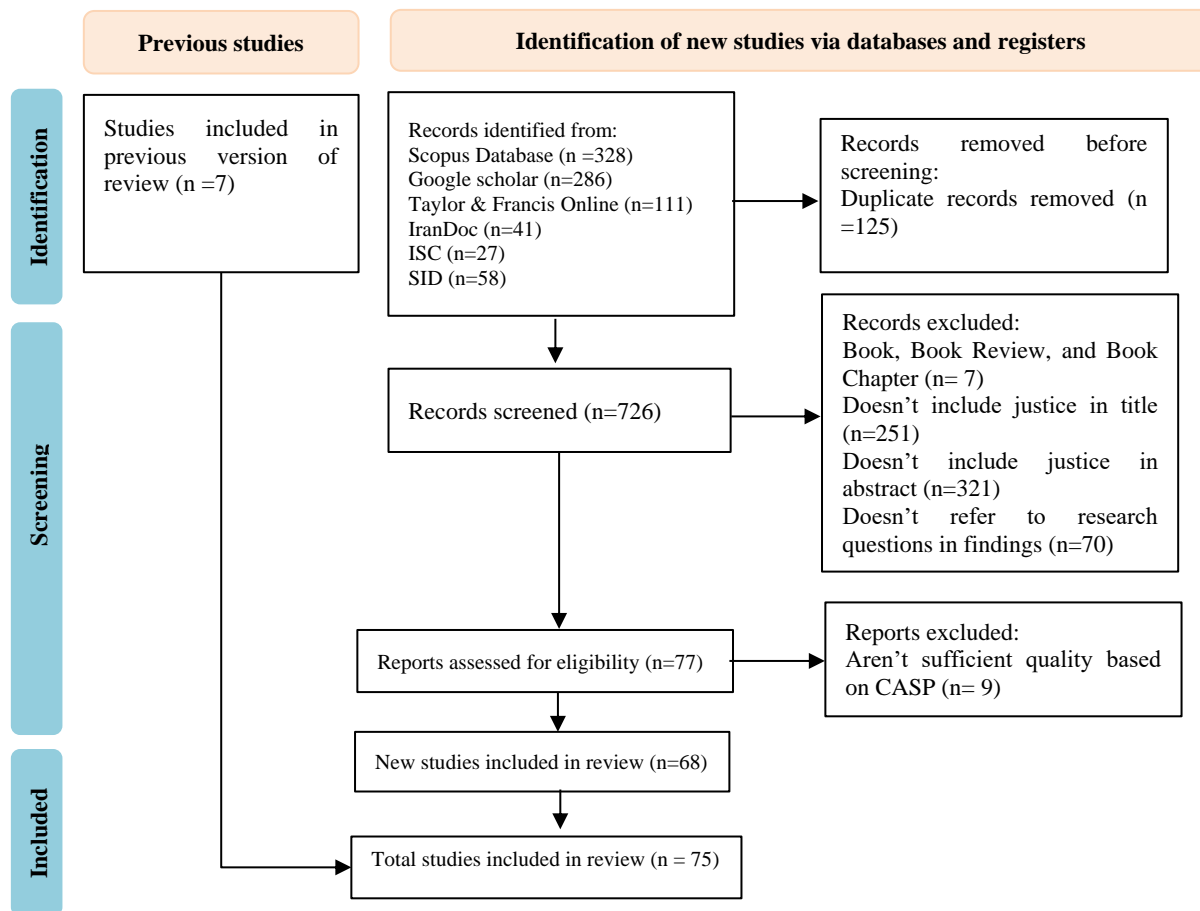 Previous studies
Identification of new studies via databases and registers
Identification
Studies included in
previous version of
review (n =7)
Records identified from:
Scopus Database (n =328)
Google scholar (n=286)
Taylor & Francis Online (n=111)
IranDoc (n=41)
ISC (n=27)
SID (n=58)
Records removed before
screening:
Duplicate records removed (n
=125)
Screening
Records screened (n=726)
Records excluded:
Book, Book Review, and Book
Chapter (n= 7)
Doesn’t include justice in title
(n=251)
Doesn’t include justice in
abstract (n=321)
Doesn’t refer to research
questions in findings (n=70)
Reports assessed for eligibility (n=77)
Reports excluded:
Aren’t sufficient quality based
on CASP (n= 9)
New studies included in review (n=68)
Included
Total studies included in review (n = 75)